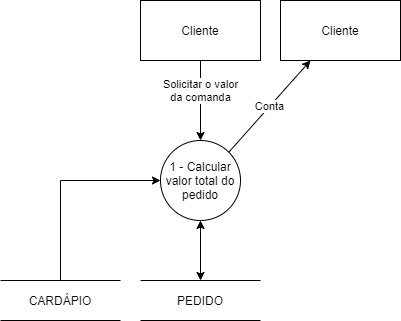 Cliente
Cliente
Solicitar o valor
da comanda
Conta
1 - Calcular
valor total do
pedido
CARDÁPIO
PEDIDO